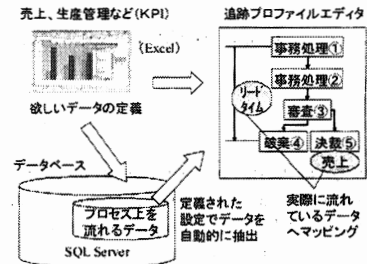 売上、生産管理など(KPI)
(Excel)
欲しいデータの定義
データベース
プロセス上を
流れるデータ
SQL Server
定義された
設定でデータを
自動的に抽出
追跡プロファイルエディタ
事務処理①
事務処理②
リード
タイム
審査③
破棄④
決裁⑤
売上
実際に流れ
ているデータ
へマッピング